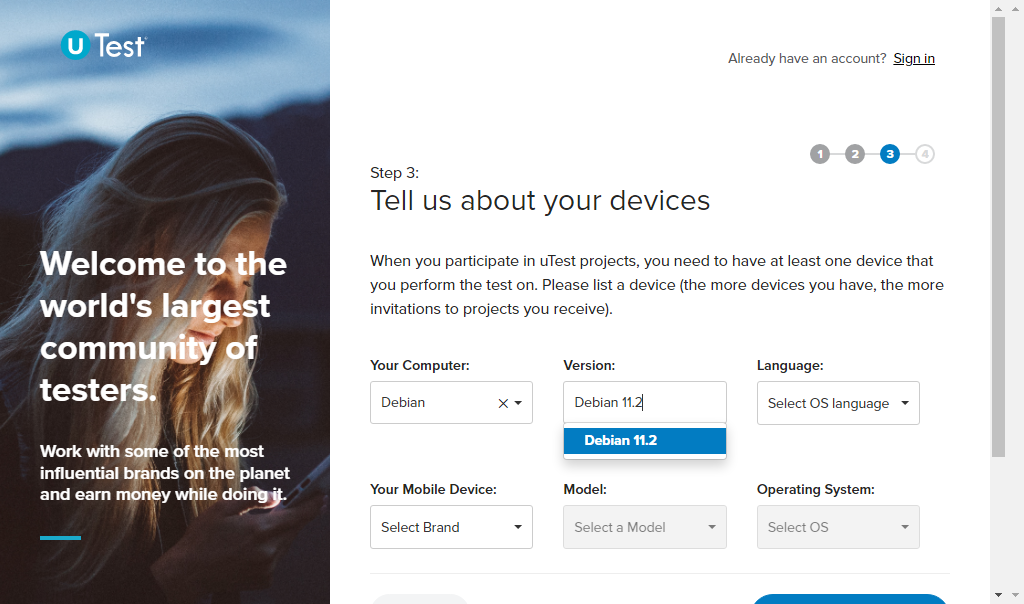 U Test
Already have an account? Sign in
1 2 3 4
Step 3:
Tell us about your devices
Welcome to the
world's largest
community of
testers.
Work with some of the most
influential brands on the planet
and earn money while doing it.
When you participate in uTest projects, you need to have at least one device that
you perform the test on. Please list a device (the more devices you have, the more
invitations to projects you receive).
Your Computer: Version: Language:
Debian Debian 11.2 Select OS language
Debian 11.2
Your Mobile Device: Model: Operating System:
Select Brand Select a Model Select OS